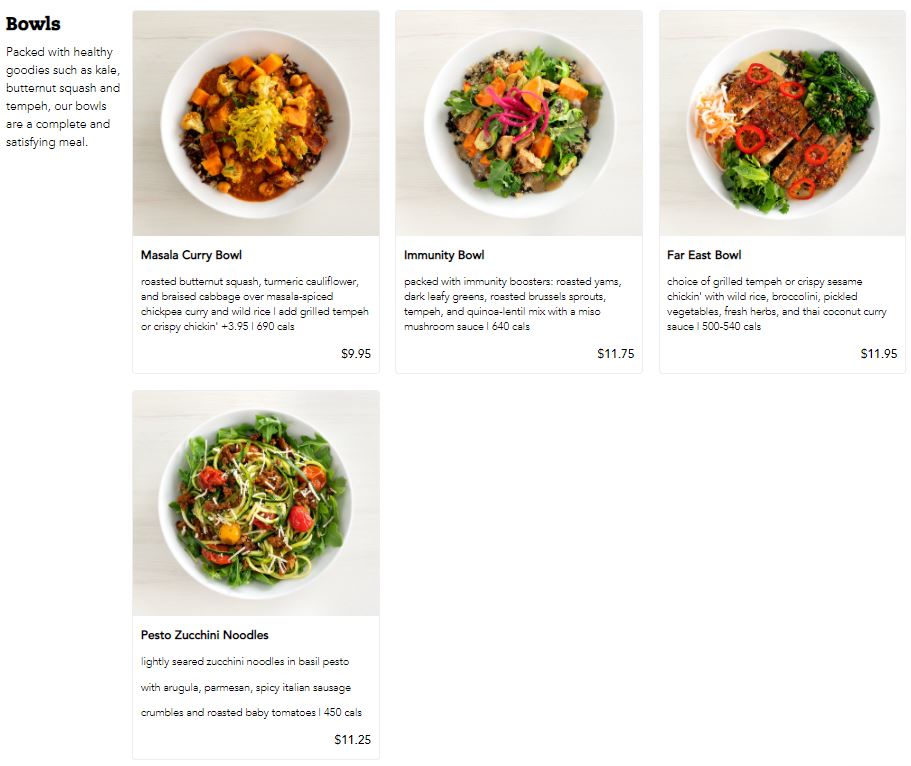 Bowls
Packed with healthy
goodies such as kale,
butternut squash and
tempeh, our bowls
are a complete and
satisfying meal.
Masala Curry Bowl
roasted butternut squash, turmeric cauliflower,
and braised cabbage over masala-spiced
chickpea curry and wild rice | add grilled tempeh
or crispy chickin' +3.95 | 690 cals
$9.95
Immunity Bowl
packed with immunity boosters: roasted yams,
dark leafy greens, roasted brussels sprouts,
tempeh, and quinoa-lentil mix with a miso
mushroom sauce | 640 cals
$11.75
Far East Bowl
choice of grilled tempeh or crispy sesame
chickin' with wild rice, broccolini, pickled
vegetables, fresh herbs, and thai coconut curry
sauce | 500-540 cals
$11.95
Pesto Zucchini Noodles
lightly seared zucchini noodles in basil pesto
with arugula, parmesan, spicy italian sausage
crumbles and roasted baby tomatoes | 450 cals
$11.25